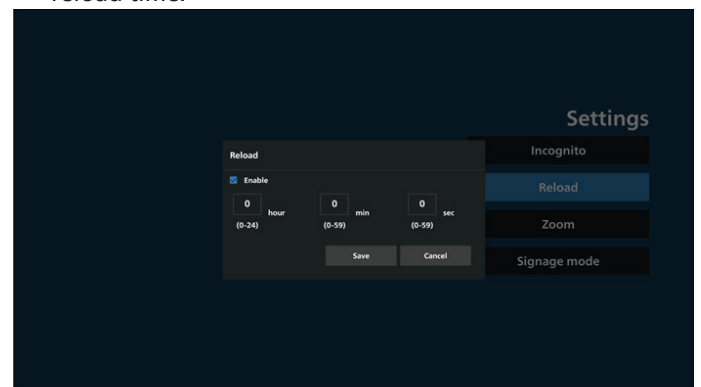 reload time.
Settings
Incognito
Reload
Zoom
Signage mode
Reload
Enable
0 hour 0 min 0 sec
(0-24) (0-59) (0-59)
Save Cancel